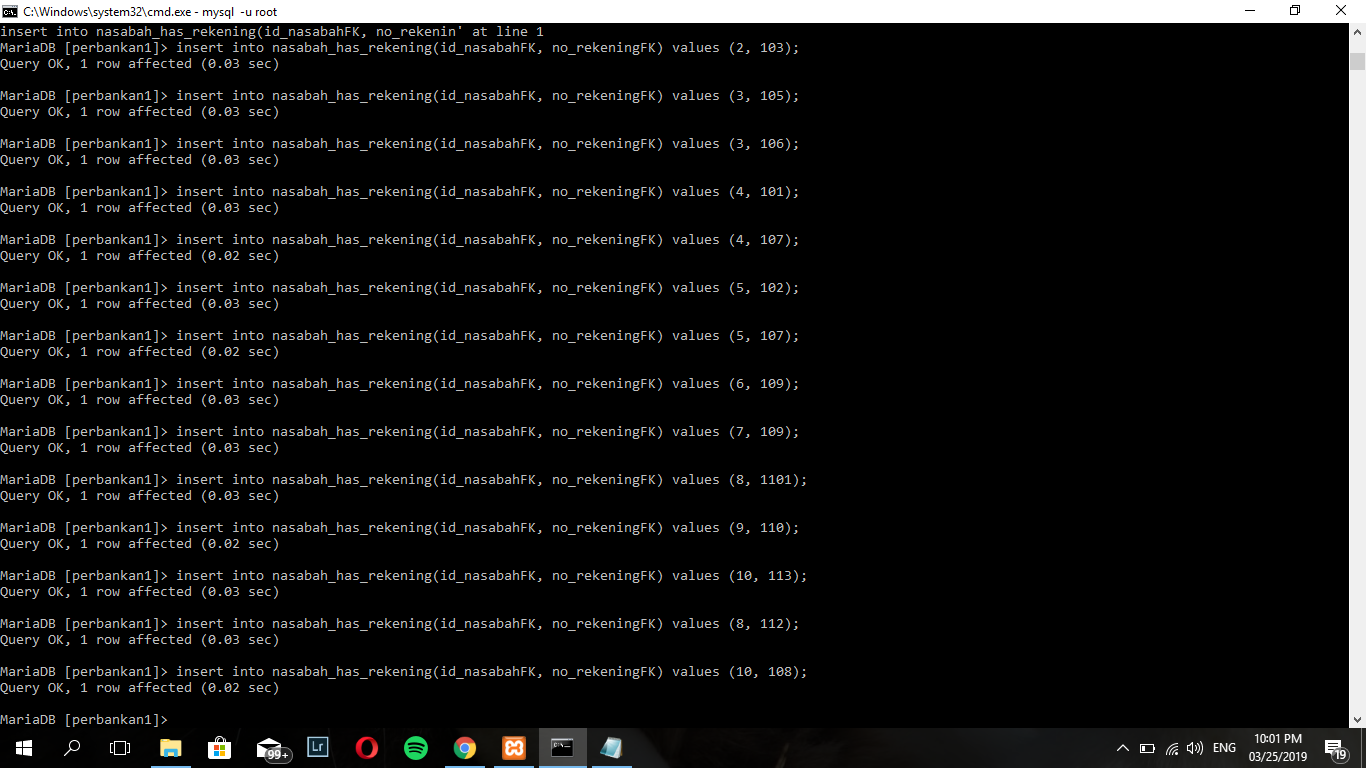 C:\Windows\system32\cmd.exe - mysql  -u root
insert into nasabah_has_rekening(id_nasabahFK, no_rekenin' at line 1
MariaDB [perbankan1]> insert into nasabah_has_rekening(id_nasabahFK, no_rekeningFK) values (2, 103);
Query OK, 1 row affected (0.03 sec)
MariaDB [perbankan1]> insert into nasabah_has_rekening(id_nasabahFK, no_rekeningFK) values (3, 105);
Query OK, 1 row affected (0.03 sec)
MariaDB [perbankan1]> insert into nasabah_has_rekening(id_nasabahFK, no_rekeningFK) values (3, 106);
Query OK, 1 row affected (0.03 sec)
MariaDB [perbankan1]> insert into nasabah_has_rekening(id_nasabahFK, no_rekeningFK) values (4, 101);
Query OK, 1 row affected (0.03 sec)
MariaDB [perbankan1]> insert into nasabah_has_rekening(id_nasabahFK, no_rekeningFK) values (4, 107);
Query OK, 1 row affected (0.02 sec)
MariaDB [perbankan1]> insert into nasabah_has_rekening(id_nasabahFK, no_rekeningFK) values (5, 102);
Query OK, 1 row affected (0.03 sec)
MariaDB [perbankan1]> insert into nasabah_has_rekening(id_nasabahFK, no_rekeningFK) values (5, 107);
Query OK, 1 row affected (0.02 sec)
MariaDB [perbankan1]> insert into nasabah_has_rekening(id_nasabahFK, no_rekeningFK) values (6, 109);
Query OK, 1 row affected (0.03 sec)
MariaDB [perbankan1]> insert into nasabah_has_rekening(id_nasabahFK, no_rekeningFK) values (7, 109);
Query OK, 1 row affected (0.03 sec)
MariaDB [perbankan1]> insert into nasabah_has_rekening(id_nasabahFK, no_rekeningFK) values (8, 1101);
Query OK, 1 row affected (0.03 sec)
MariaDB [perbankan1]> insert into nasabah_has_rekening(id_nasabahFK, no_rekeningFK) values (9, 110);
Query OK, 1 row affected (0.02 sec)
MariaDB [perbankan1]> insert into nasabah_has_rekening(id_nasabahFK, no_rekeningFK) values (10, 113);
Query OK, 1 row affected (0.03 sec)
MariaDB [perbankan1]> insert into nasabah_has_rekening(id_nasabahFK, no_rekeningFK) values (8, 112);
Query OK, 1 row affected (0.03 sec)
MariaDB [perbankan1]> insert into nasabah_has_rekening(id_nasabahFK, no_rekeningFK) values (10, 108);
Query OK, 1 row affected (0.02 sec)
MariaDB [perbankan1]>
99+
Lr
ENG
10:01 PM
03/25/2019
19